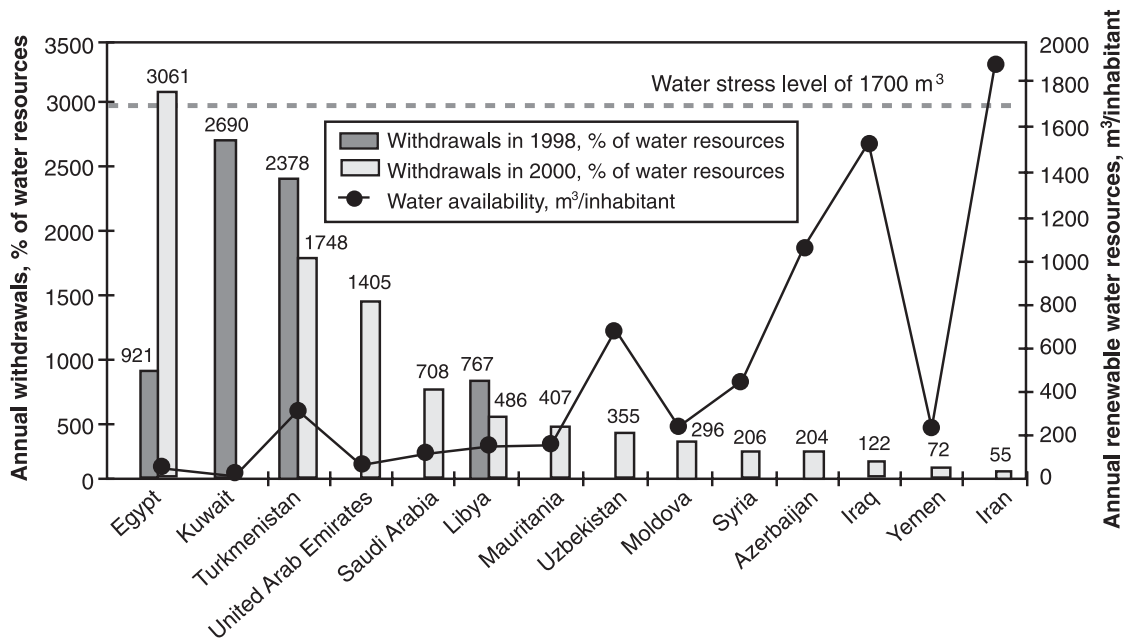 Annual withdrawals, % of water resources
3500
3000
2500
2000
1500
1000
500
0
Water stress level of 1700 m³
Withdrawals in 1998, % of water resources
Withdrawals in 2000, % of water resources
Water availability, m³/inhabitant
921
3061
2690
2378
1748
1405
708
767
486
407
355
296
206
204
122
72
55
Egypt
Kuwait
Turkmenistan
United Arab Emirates
Saudi Arabia
Libya
Mauritania
Uzbekistan
Moldova
Syria
Azerbaijan
Iraq
Yemen
Iran
2000
1800
1600
1400
1200
1000
800
600
400
200
0
Annual renewable water resources, m³/inhabitant